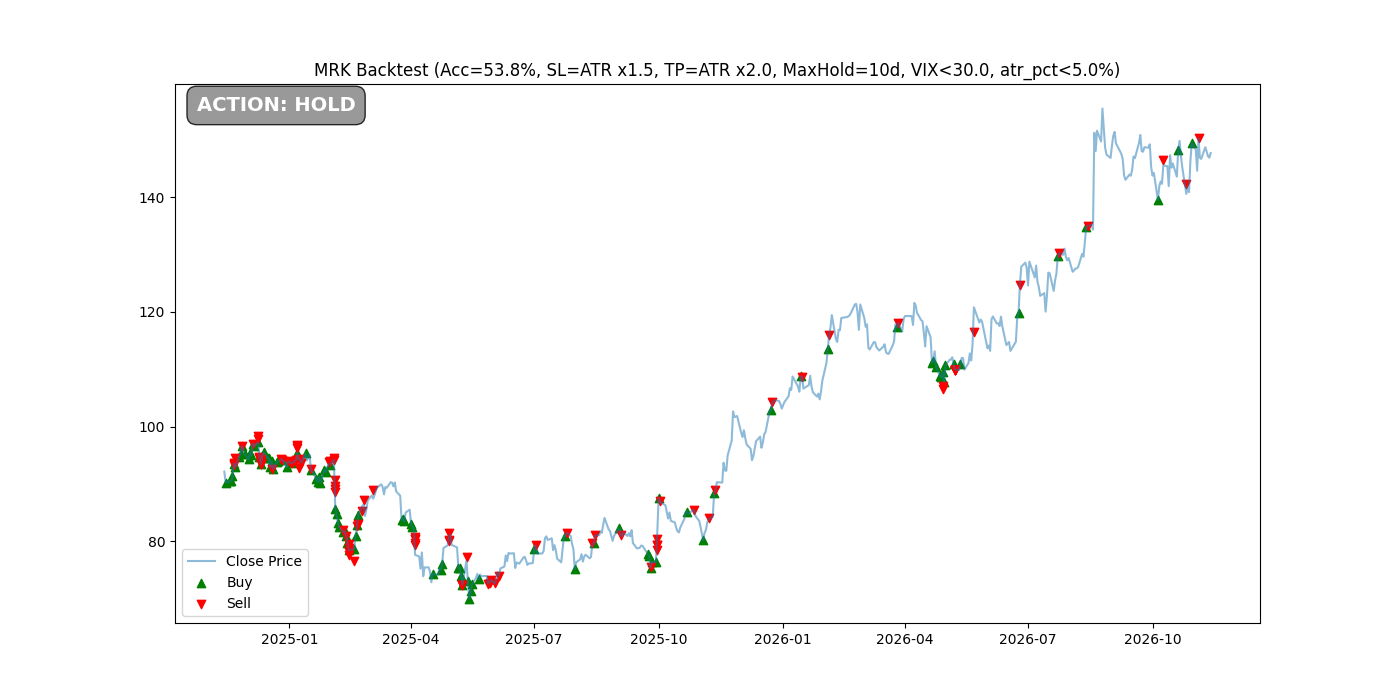 MRK Backtest (Acc=53.8%, SL=ATR x1.5, TP=ATR x2.0, MaxHold=10d, VIX<30.0, atr_pct<5.0%)
ACTION: HOLD
140
120
100
80
Close Price
Buy
Sell
2025-01 2025-04 2025-07 2025-10 2026-01 2026-04 2026-07 2026-10